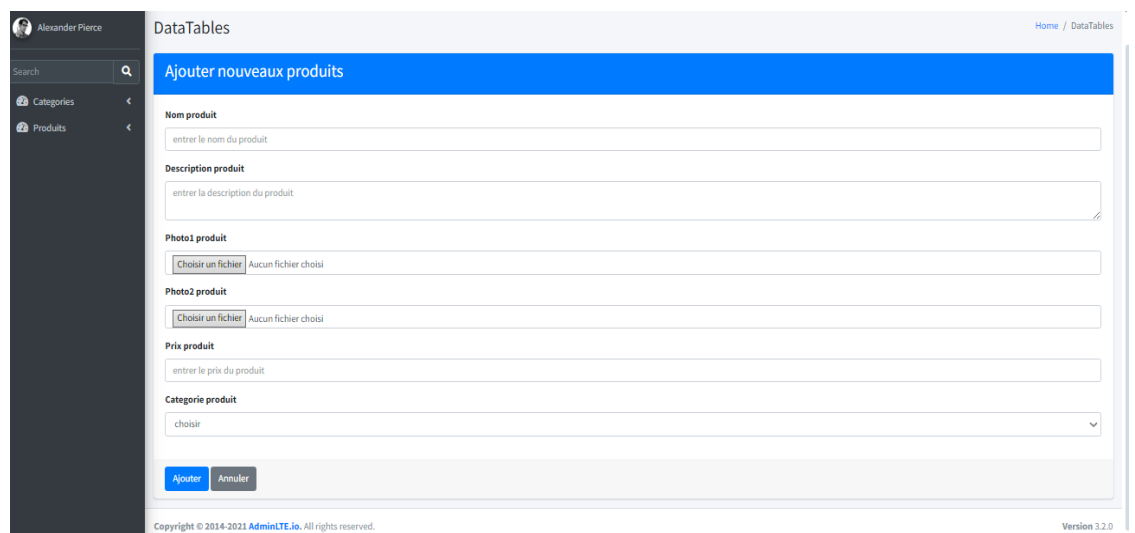 Alexander Pierce
DataTables
Home / DataTables
Search
Ajouter nouveaux produits
Categories
Produits
Nom produit
entrer le nom du produit
Description produit
entrer la description du produit
Photo1 produit
Choisir un fichier Aucun fichier choisi
Photo2 produit
Choisir un fichier Aucun fichier choisi
Prix produit
entrer le prix du produit
Categorie produit
choisir
Ajouter Annuler
Copyright © 2014-2021 AdminLTE.io. All rights reserved.
Version 3.2.0